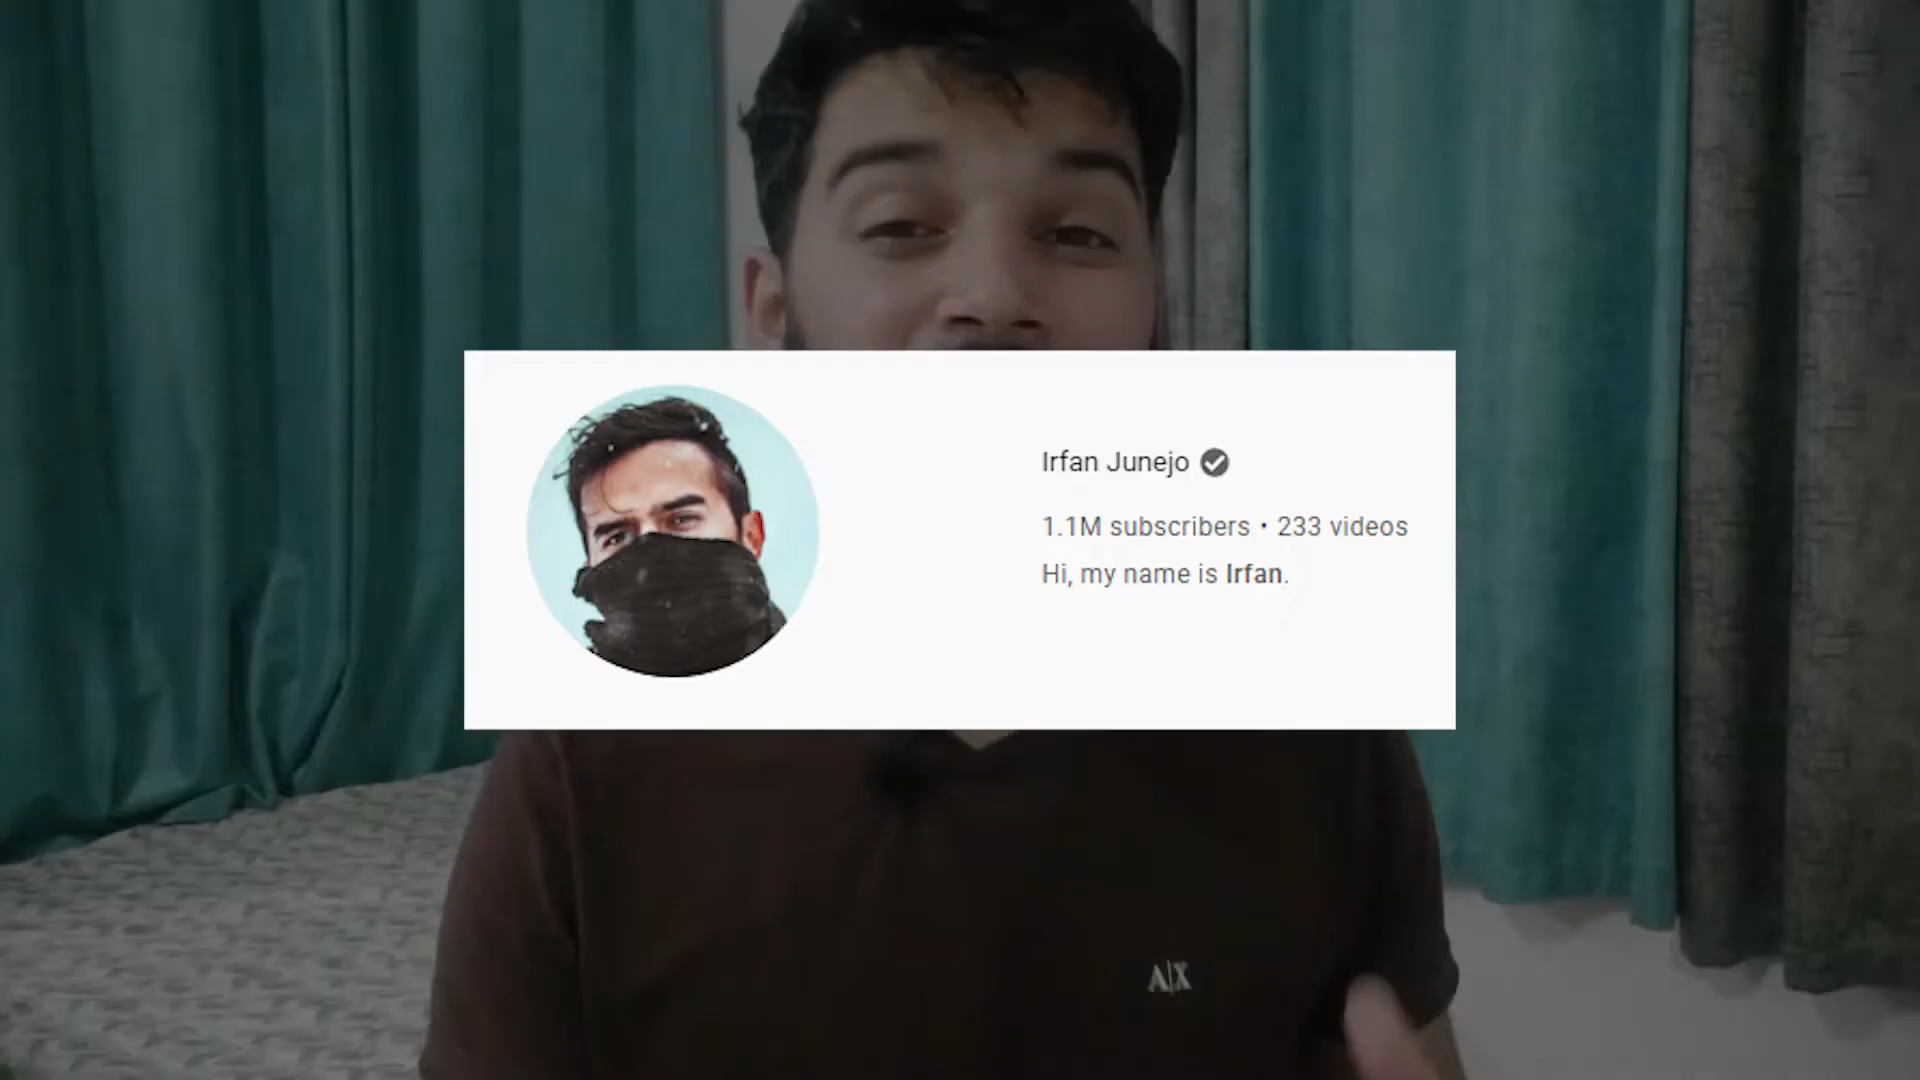 Irfan Junejo
1.1M subscribers • 233 videos
Hi, my name is Irfan.
A|X